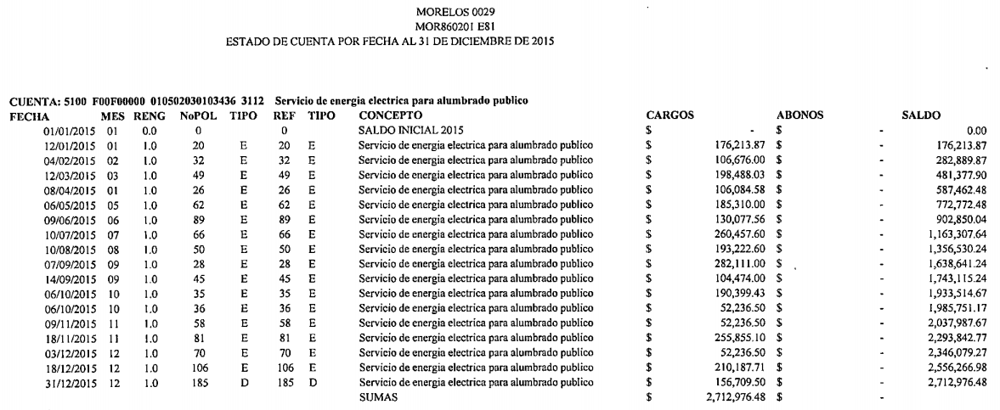 MORELOS 0029
MOR860201 E81
ESTADO DE CUENTA POR FECHA AL 31 DE DICIEMBRE DE 2015
CUENTA: 5100 F00F00000 010502030103436 3112 Servicio de energia electrica para alumbrado publico
FECHA MES RENG NoPOL TIPO REF TIPO CONCEPTO CARGOS ABONOS SALDO
01/01/2015 01 0.0 0 0 SALDO INICIAL 2015 $ - $ - 0.00
12/01/2015 01 1.0 20 E 20 E Servicio de energia electrica para alumbrado publico $ 176,213.87 $ - 176,213.87
04/02/2015 02 1.0 32 E 32 E Servicio de energia electrica para alumbrado publico $ 106,676.00 $ - 282,889.87
12/03/2015 03 1.0 49 E 49 E Servicio de energia electrica para alumbrado publico $ 198,488.03 $ - 481,377.90
08/04/2015 01 1.0 26 E 26 E Servicio de energia electrica para alumbrado publico $ 106,084.58 $ - 587,462.48
06/05/2015 05 1.0 62 E 62 E Servicio de energia electrica para alumbrado publico $ 185,310.00 $ - 772,772.48
09/06/2015 06 1.0 89 E 89 E Servicio de energia electrica para alumbrado publico $ 130,077.56 $ - 902,850.04
10/07/2015 07 1.0 66 E 66 E Servicio de energia electrica para alumbrado publico $ 260,457.60 $ - 1,163,307.64
10/08/2015 08 1.0 50 E 50 E Servicio de energia electrica para alumbrado publico $ 193,222.60 $ - 1,356,530.24
07/09/2015 09 1.0 28 E 28 E Servicio de energia electrica para alumbrado publico $ 282,111.00 $ - 1,638,641.24
14/09/2015 09 1.0 45 E 45 E Servicio de energia electrica para alumbrado publico $ 104,474.00 $ - 1,743,115.24
06/10/2015 10 1.0 35 E 35 E Servicio de energia electrica para alumbrado publico $ 190,399.43 $ - 1,933,514.67
06/10/2015 10 1.0 36 E 36 E Servicio de energia electrica para alumbrado publico $ 52,236.50 $ - 1,985,751.17
09/11/2015 11 1.0 58 E 58 E Servicio de energia electrica para alumbrado publico $ 52,236.50 $ - 2,037,987.67
18/11/2015 11 1.0 81 E 81 E Servicio de energia electrica para alumbrado publico $ 255,855.10 $ - 2,293,842.77
03/12/2015 12 1.0 70 E 70 E Servicio de energia electrica para alumbrado publico $ 52,236.50 $ - 2,346,079.27
18/12/2015 12 1.0 106 E 106 E Servicio de energia electrica para alumbrado publico $ 210,187.71 $ - 2,556,266.98
31/12/2015 12 1.0 185 D 185 D Servicio de energia electrica para alumbrado publico $ 156,709.50 $ - 2,712,976.48
SUMAS $ 2,712,976.48 $ -